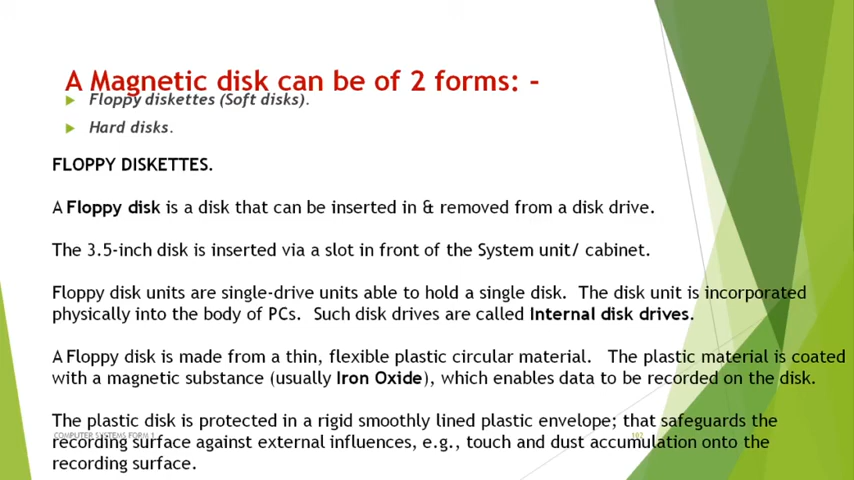 A Magnetic disk can be of 2 forms: -
Floppy diskettes (Soft disks).
Hard disks.
FLOPPY DISKETTES.
A Floppy disk is a disk that can be inserted in & removed from a disk drive.
The 3.5-inch disk is inserted via a slot in front of the System unit/ cabinet.
Floppy disk units are single-drive units able to hold a single disk. The disk unit is incorporated
physically into the body of PCs. Such disk drives are called Internal disk drives.
A Floppy disk is made from a thin, flexible plastic circular material. The plastic material is coated
with a magnetic substance (usually Iron Oxide), which enables data to be recorded on the disk.
The plastic disk is protected in a rigid smoothly lined plastic envelope; that safeguards the
COMPUTER SYSTEMS FORM 1
192
recording surface against external influences, e.g., touch and dust accumulation onto the
recording surface.